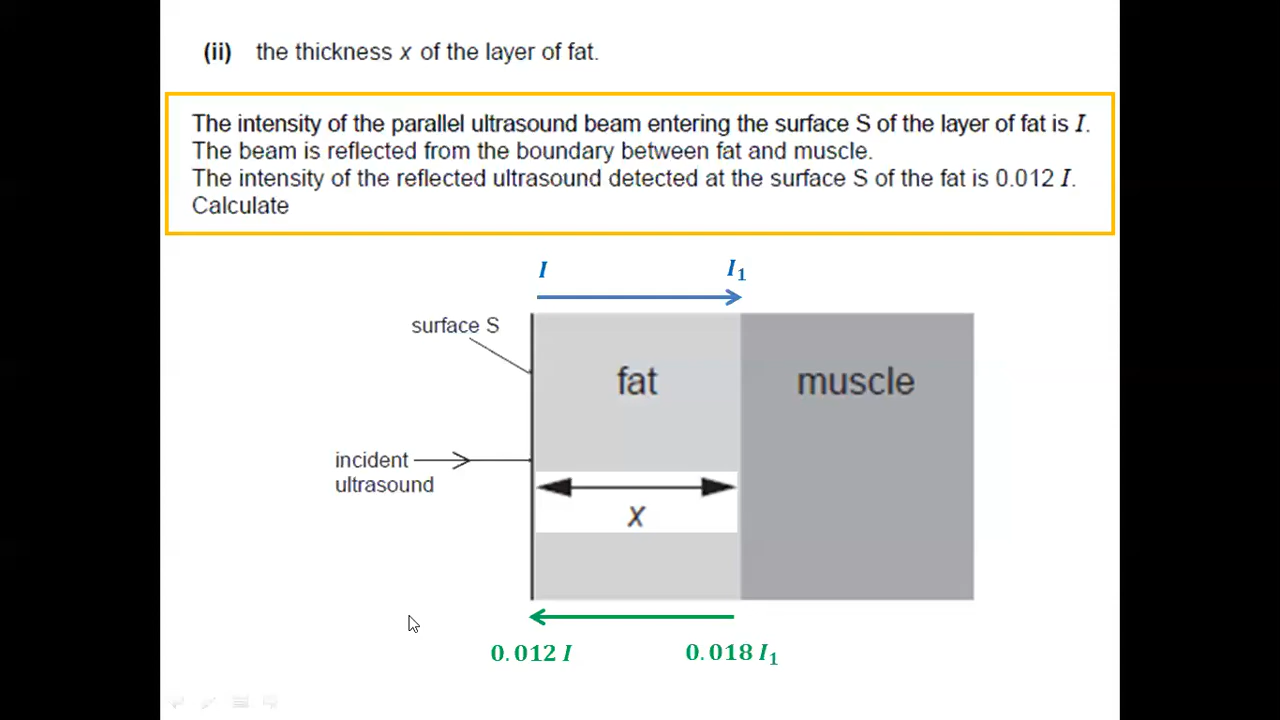 (ii) the thickness x of the layer of fat.
The intensity of the parallel ultrasound beam entering the surface S of the layer of fat is I.
The beam is reflected from the boundary between fat and muscle.
The intensity of the reflected ultrasound detected at the surface S of the fat is 0.012 I.
Calculate
I I₁
surface S
fat muscle
incident
ultrasound
x
0.012 I 0.018 I₁